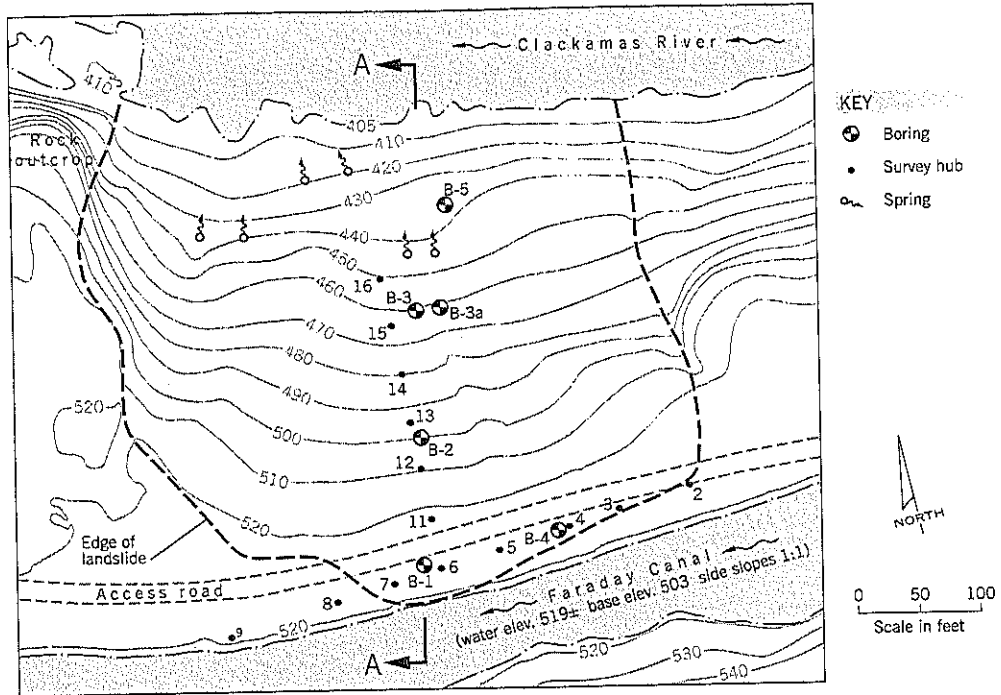 Clackamas River
A
410
405
410
Rock
outcrop
420
430
B-5
440
450
16
460
B-3
B-3a
470
15
480
14
490
13
520
500
B-2
12
510
2
3
520
11
4
B-4
5
Edge of
landslide
B-1
6
7
Access road
8
Faraday Canal
(water elev. 519± base elev. 503 side slopes 1:1)
9
520
A
520
530
540
KEY
Boring
Survey hub
Spring
NORTH
0 50 100
Scale in feet